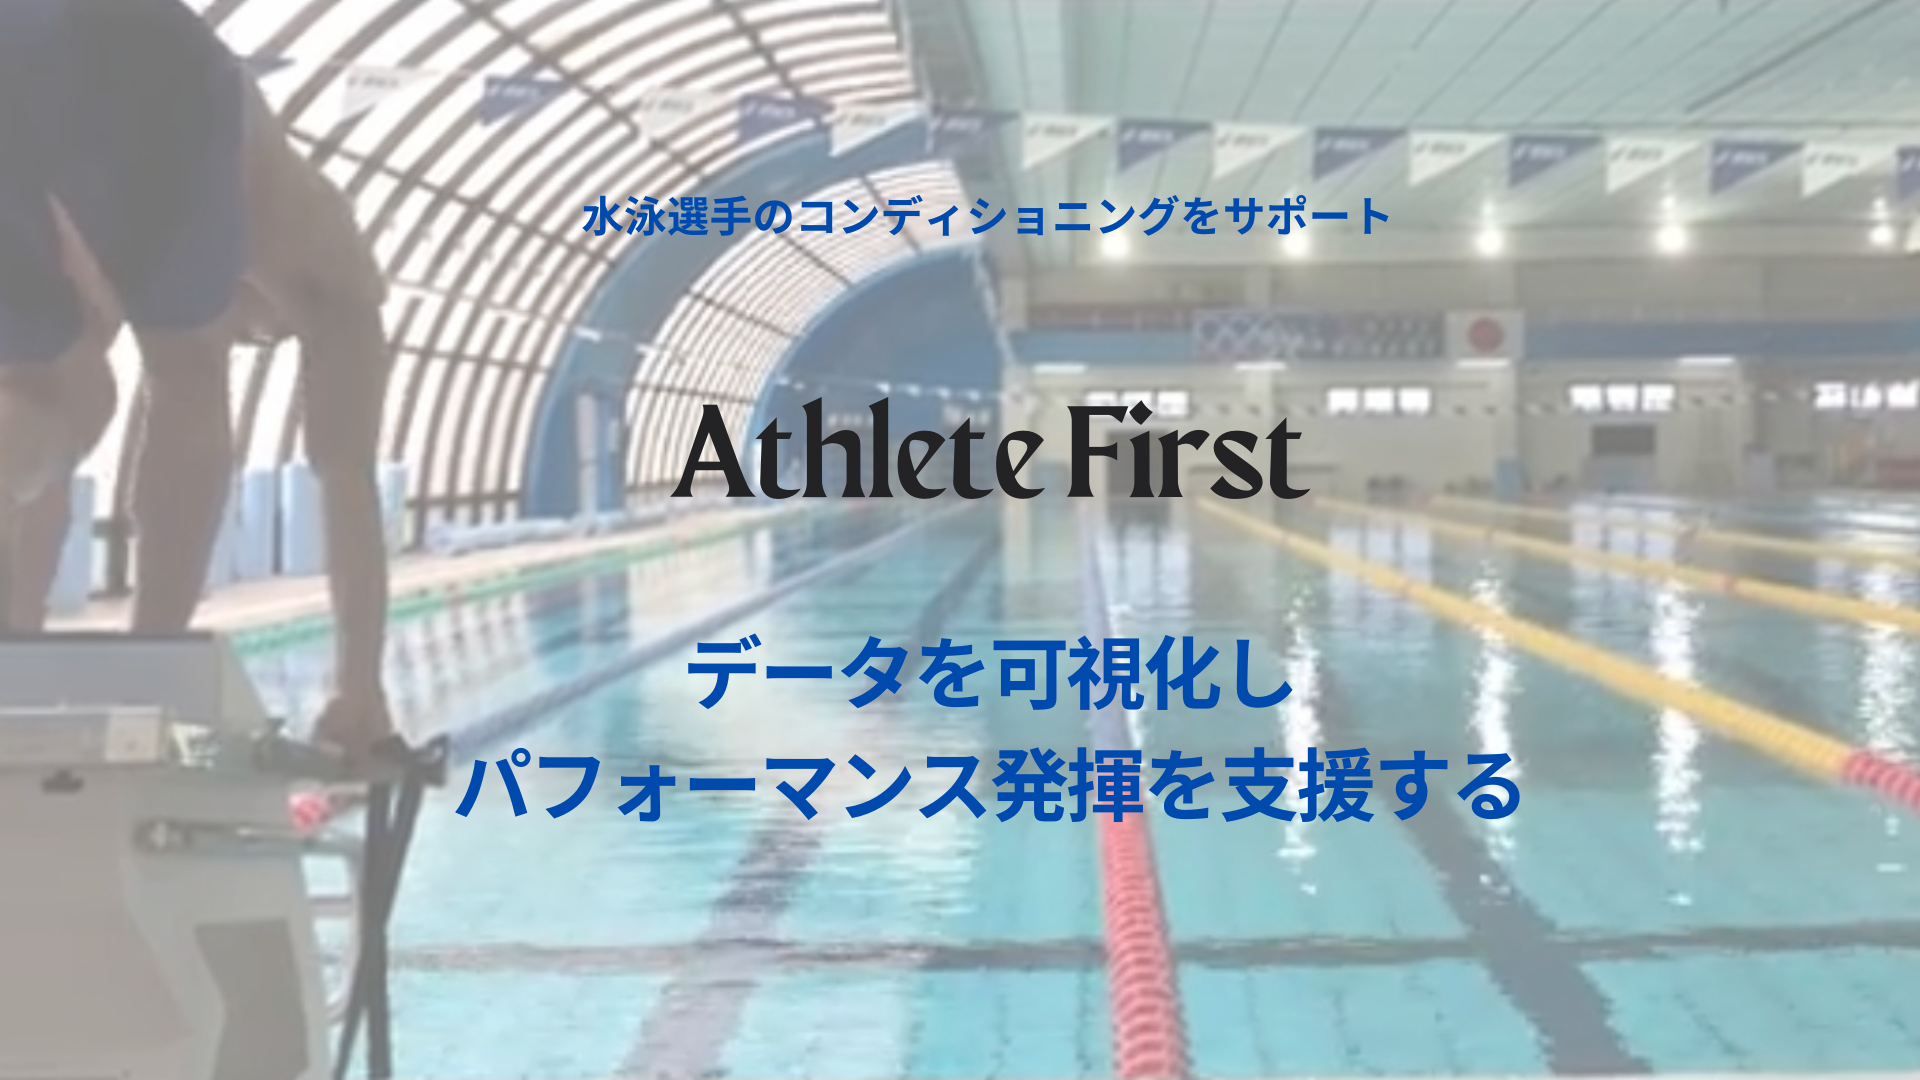 水泳選手のコンディショニングをサポート
Athlete First
データを可視化し
パフォーマンス発揮を支援する